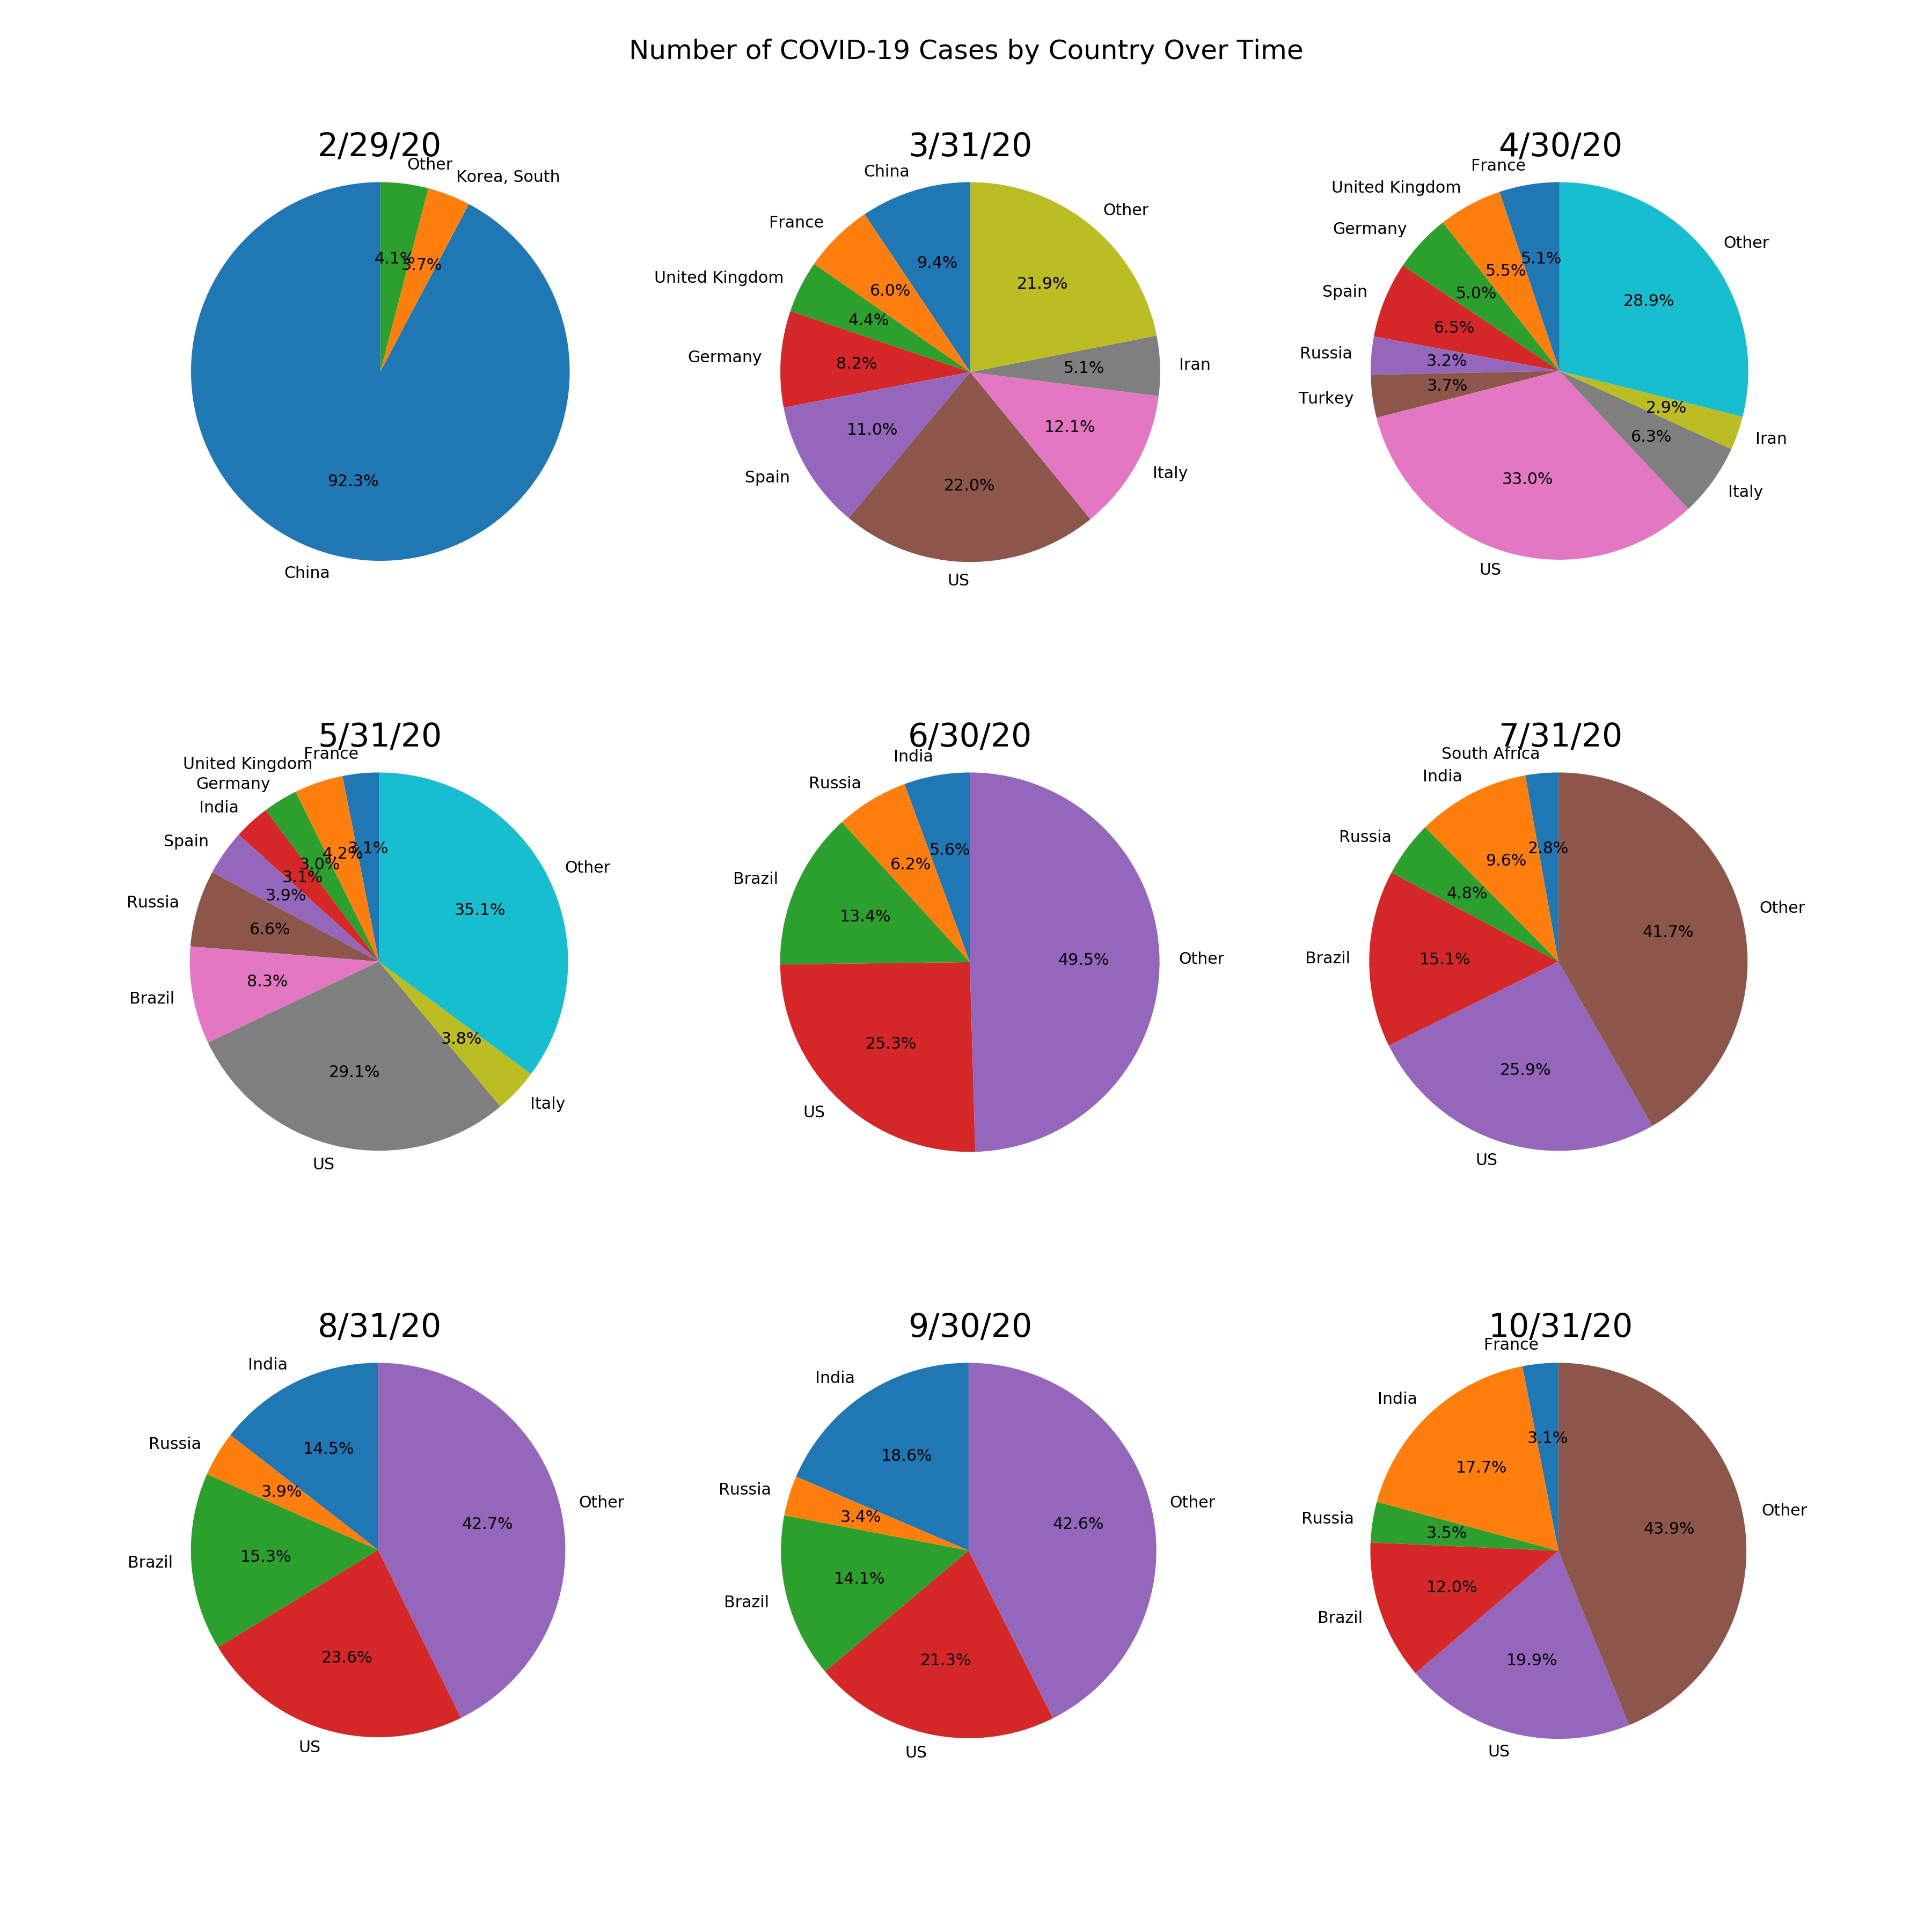 Number of COVID-19 Cases by Country Over Time
2/29/20
Other
Korea, South
4.1%
3.7%
92.3%
China
3/31/20
China
Other
France
9.4%
21.9%
United Kingdom
6.0%
4.4%
Germany
8.2%
5.1%
Iran
11.0%
12.1%
Spain
22.0%
Italy
US
4/30/20
France
United Kingdom
Germany
Other
5.1%
5.5%
Spain
5.0%
28.9%
6.5%
Russia
3.2%
3.7%
Turkey
2.9%
6.3%
Iran
33.0%
Italy
US
5/31/20
France
United Kingdom
Germany
India
Spain
3.1%
4.2%
3.0%
3.1%
3.9%
Other
Russia
35.1%
6.6%
8.3%
Brazil
3.8%
29.1%
Italy
US
6/30/20
India
Russia
5.6%
6.2%
Brazil
13.4%
49.5%
Other
25.3%
US
7/31/20
South Africa
India
Russia
2.8%
9.6%
4.8%
Other
41.7%
Brazil
15.1%
25.9%
US
8/31/20
India
Russia
14.5%
3.9%
Other
42.7%
Brazil
15.3%
23.6%
US
9/30/20
India
18.6%
Russia
3.4%
Other
42.6%
14.1%
Brazil
21.3%
US
10/31/20
France
India
3.1%
17.7%
Russia
3.5%
Other
43.9%
12.0%
Brazil
19.9%
US